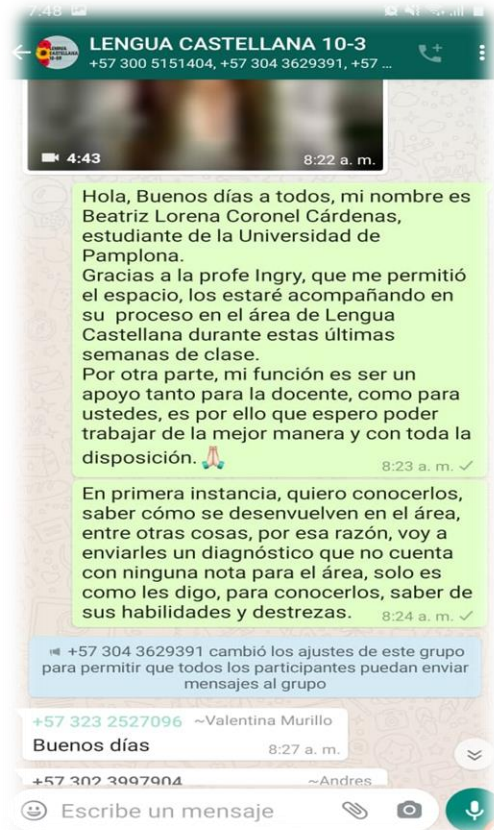 7:48
LENGUA CASTELLANA 10-3
+57 300 5151404, +57 304 3629391, +57 ...
4:43
8:22 a. m.
Hola, Buenos días a todos, mi nombre es
Beatriz Lorena Coronel Cárdenas,
estudiante de la Universidad de
Pamplona.
Gracias a la profe Ingry, que me permitió
el espacio, los estaré acompañando en
su proceso en el área de Lengua
Castellana durante estas últimas
semanas de clase.
Por otra parte, mi función es ser un
apoyo tanto para la docente, como para
ustedes, es por ello que espero poder
trabajar de la mejor manera y con toda la
disposición. 🙏🏻
8:23 a. m.
En primera instancia, quiero conocerlos,
saber cómo se desenvuelven en el área,
entre otras cosas, por esa razón, voy a
enviarles un diagnóstico que no cuenta
con ninguna nota para el área, solo es
como les digo, para conocerlos, saber de
sus habilidades y destrezas.
8:24 a. m.
+57 304 3629391 cambió los ajustes de este grupo
para permitir que todos los participantes puedan enviar
mensajes al grupo
+57 323 2527096 ~Valentina Murillo
Buenos días
8:27 a. m.
+57 302 3997904 ~Andres
Escribe un mensaje